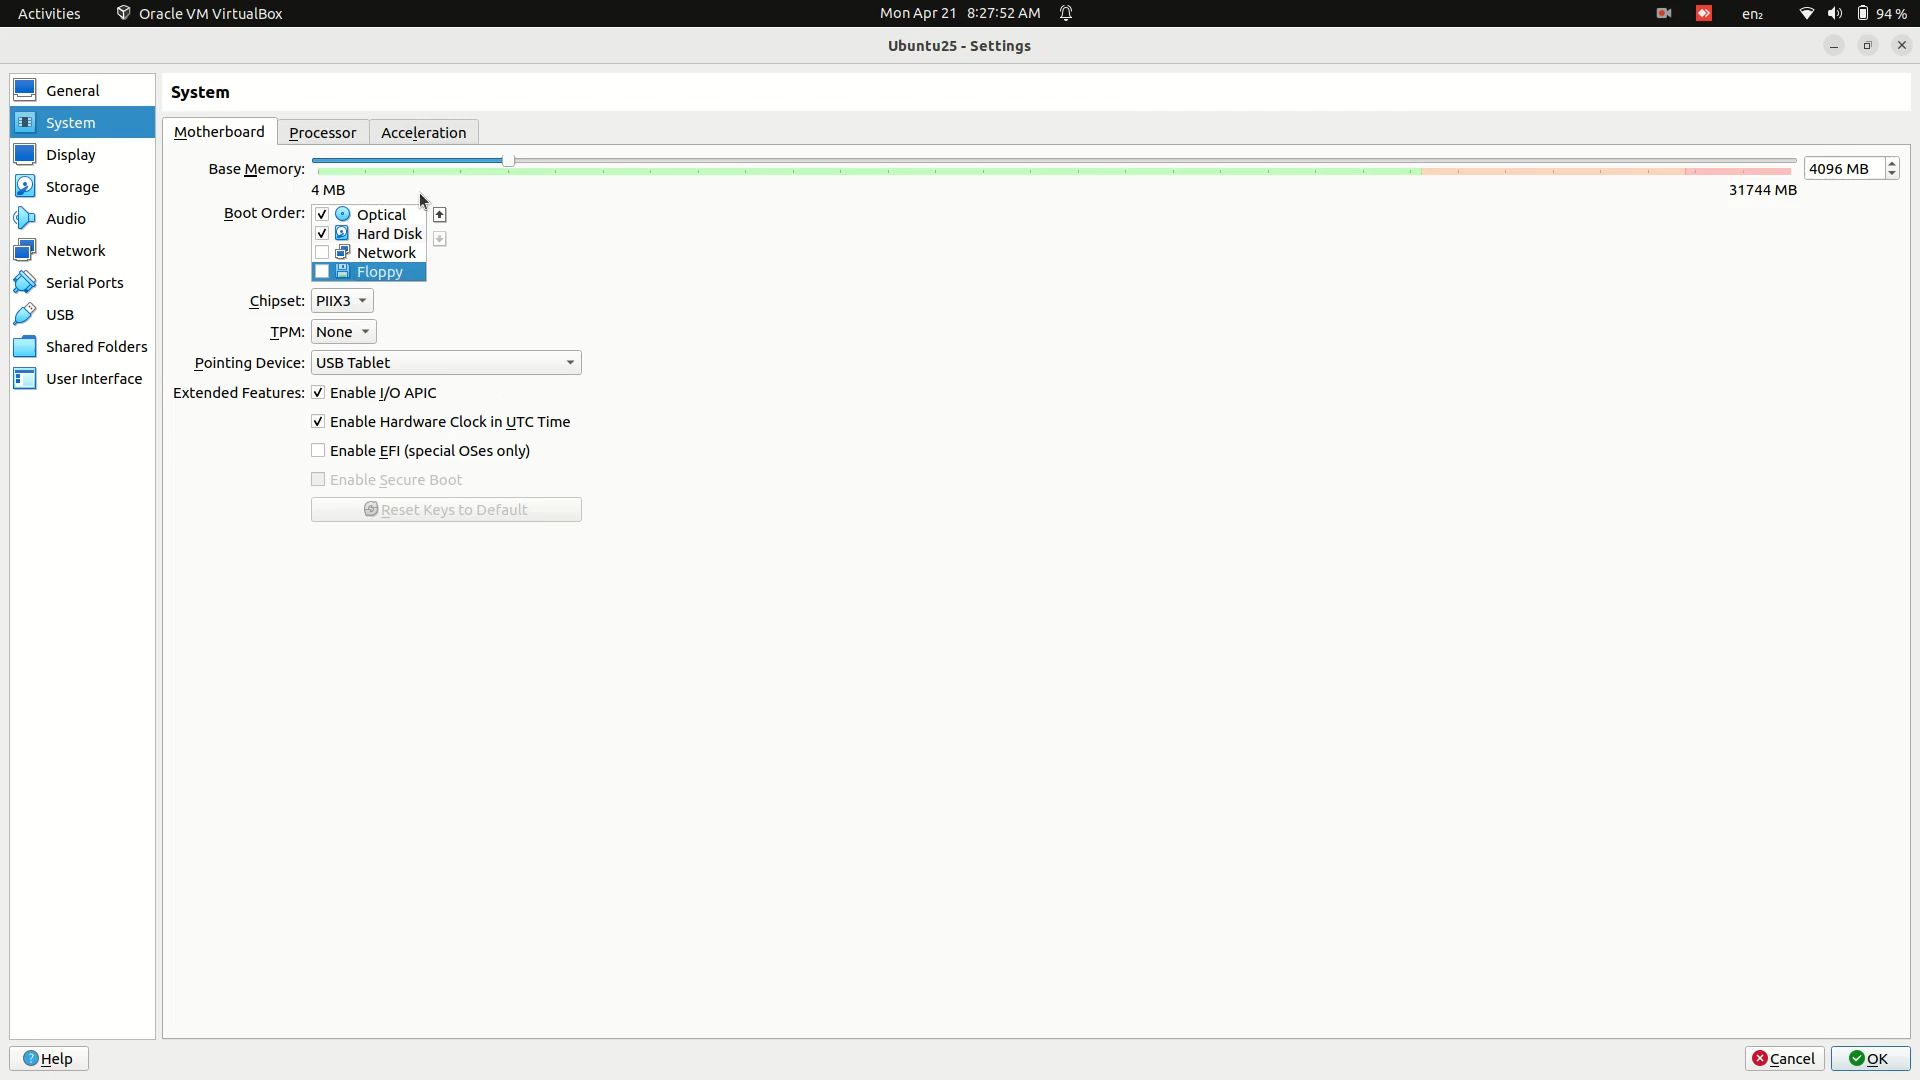 Activities Oracle VM VirtualBox Mon Apr 21 8:27:52 AM en₂ 94 %
Ubuntu25 - Settings
General
System
Display
Storage
Audio
Network
Serial Ports
USB
Shared Folders
User Interface
System
Motherboard Processor Acceleration
Base Memory: 4096 MB
4 MB 31744 MB
Boot Order: Optical
Hard Disk
Network
Floppy
Chipset: PIIX3
TPM: None
Pointing Device: USB Tablet
Extended Features: Enable I/O APIC
Enable Hardware Clock in UTC Time
Enable EFI (special OSes only)
Enable Secure Boot
Reset Keys to Default
Help Cancel OK